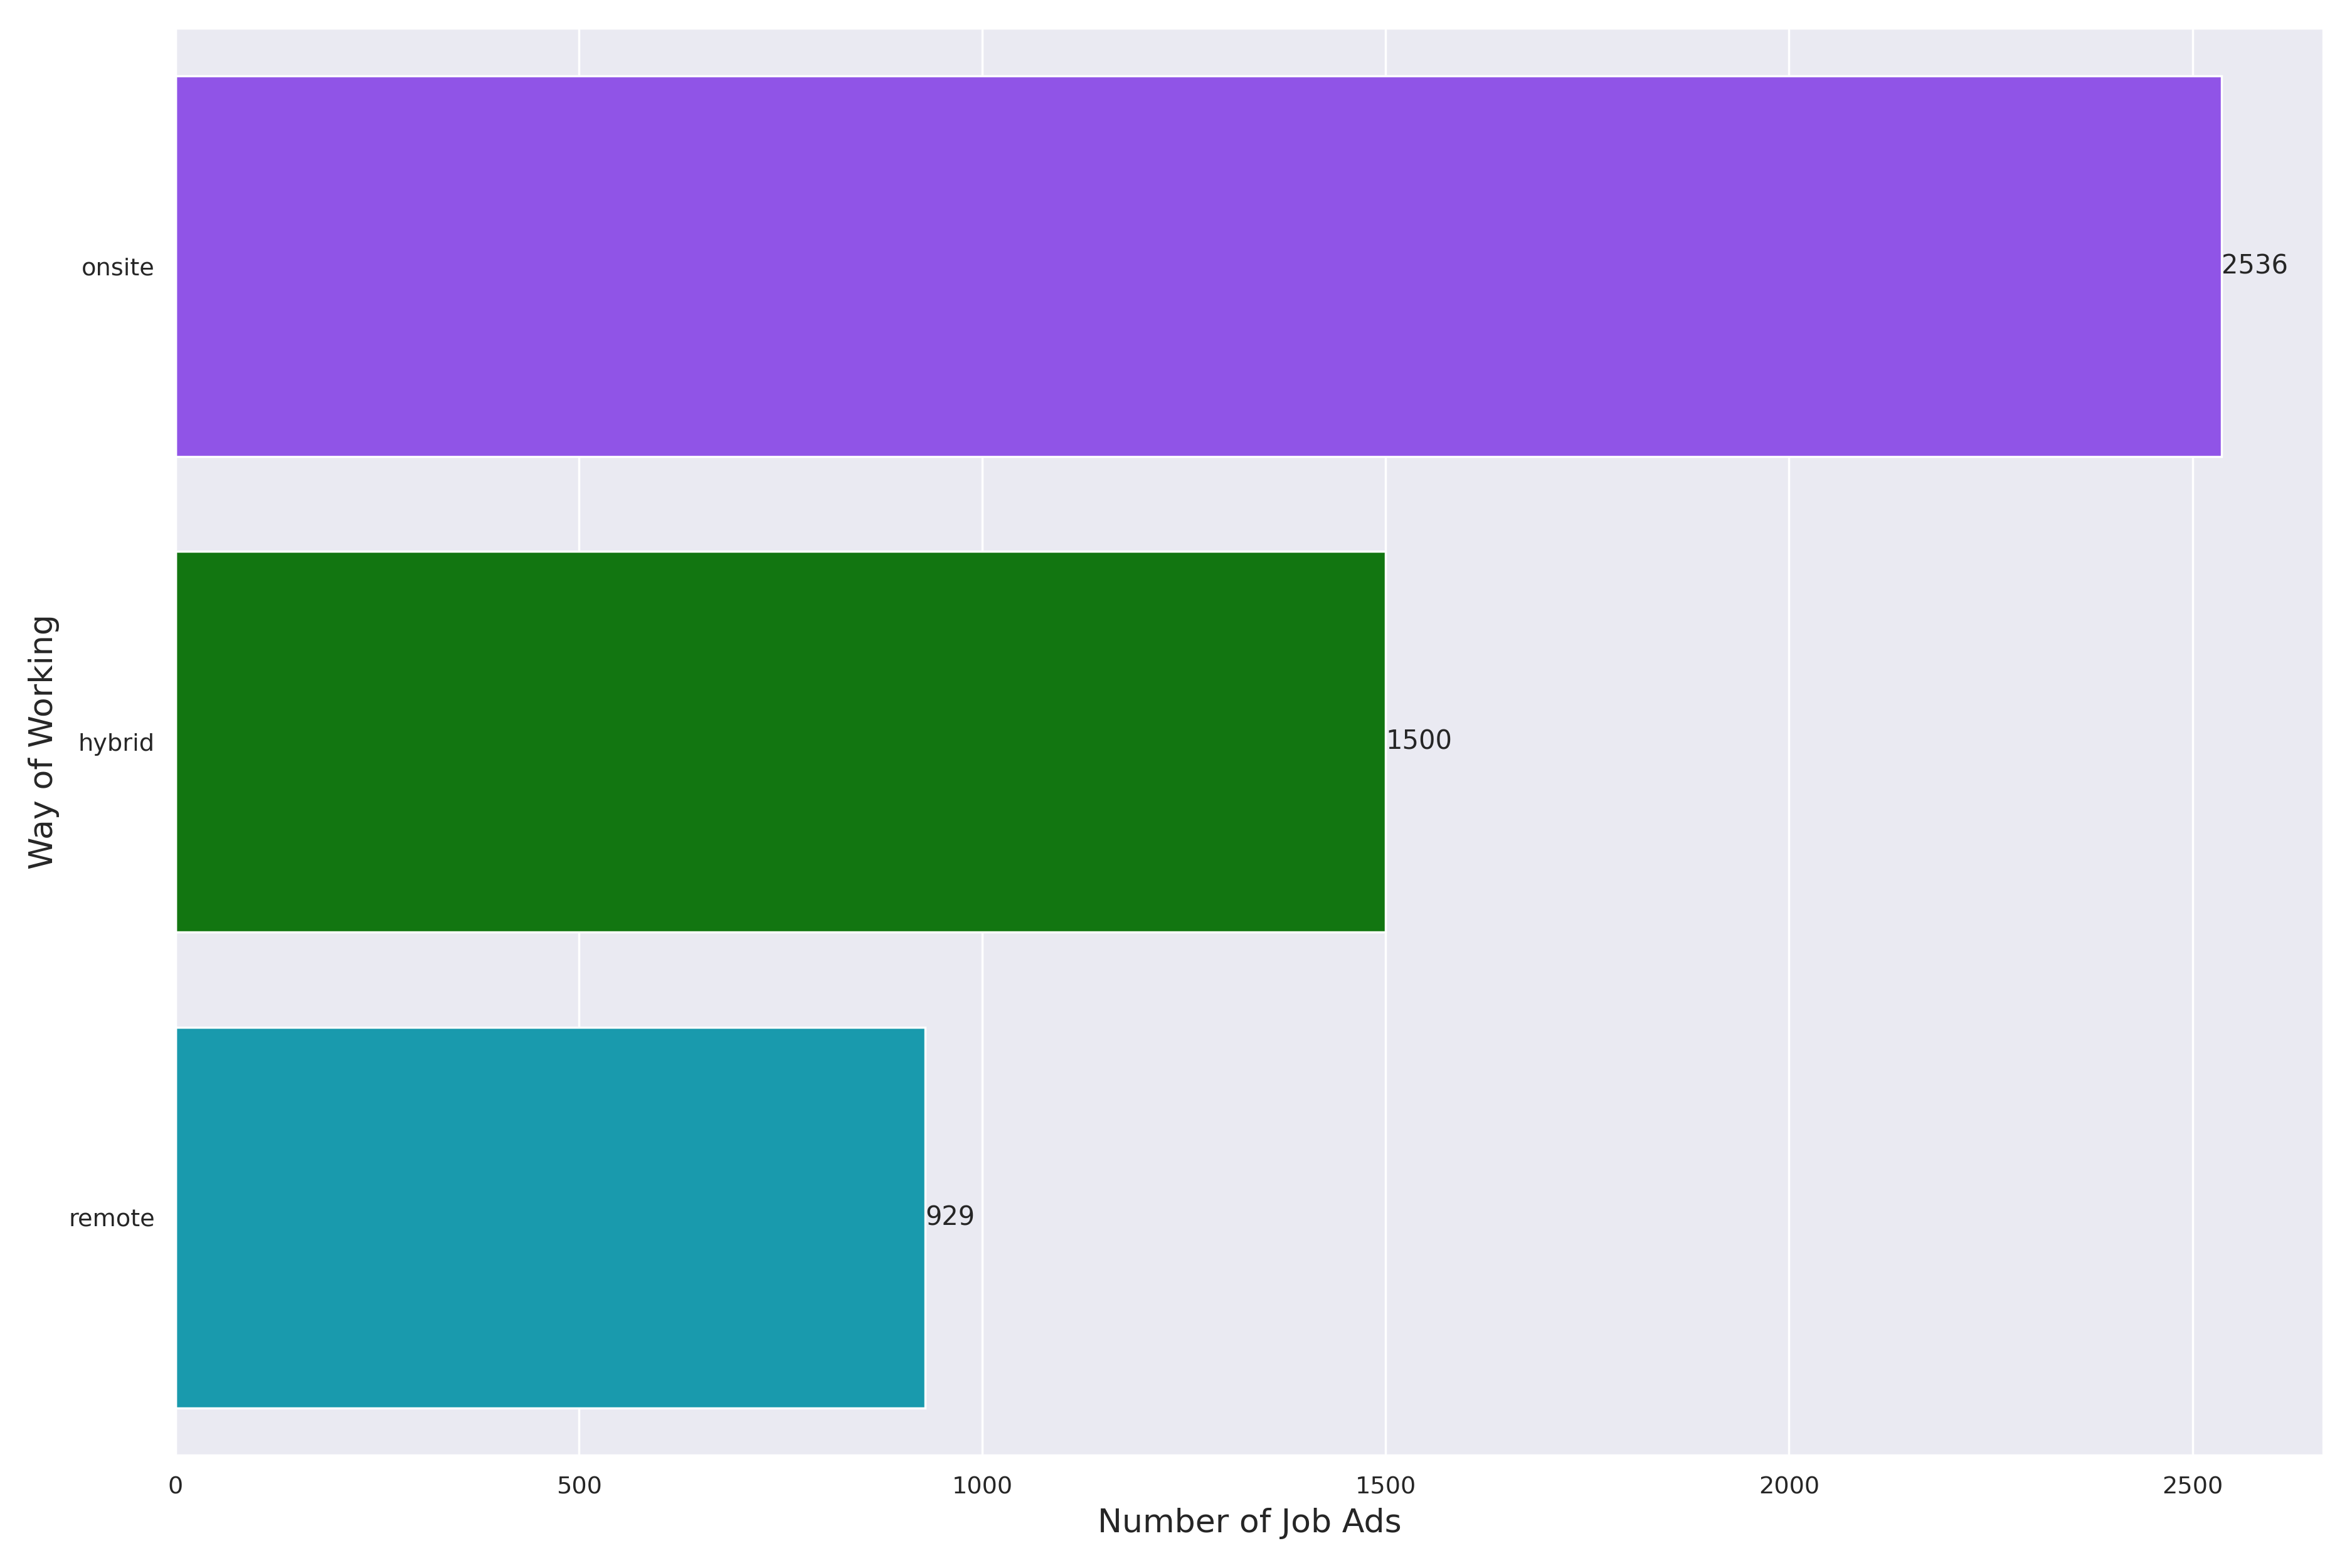 onsite
2536
hybrid
1500
remote
929
Way of Working
0 500 1000 1500 2000 2500
Number of Job Ads